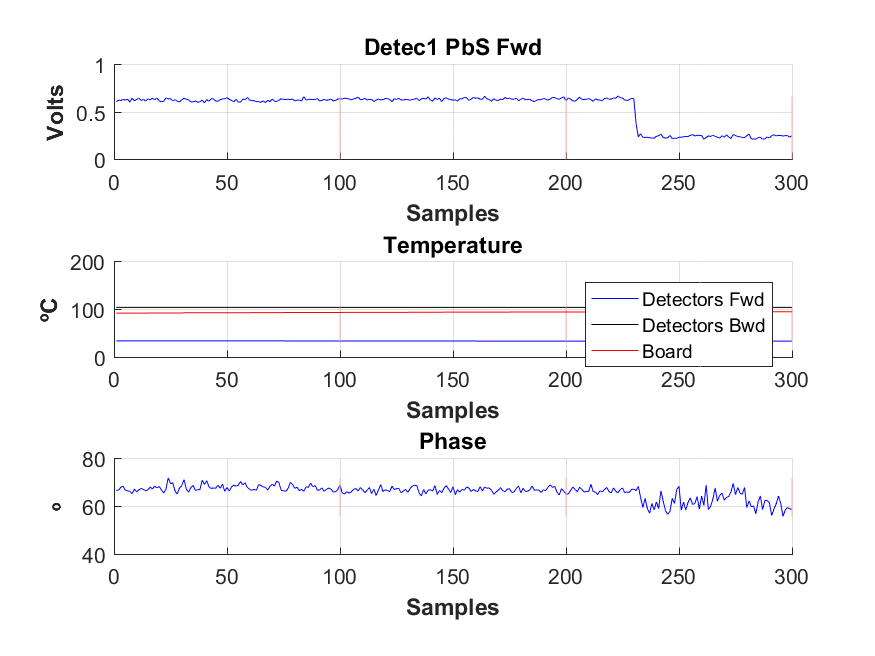 Detec1 PbS Fwd
1
0.5
0
Volts
0 50 100 150 200 250 300
Samples
Temperature
200
100
0
ºC
Detectors Fwd
Detectors Bwd
Board
0 50 100 150 200 250 300
Samples
Phase
80
60
40
º
0 50 100 150 200 250 300
Samples